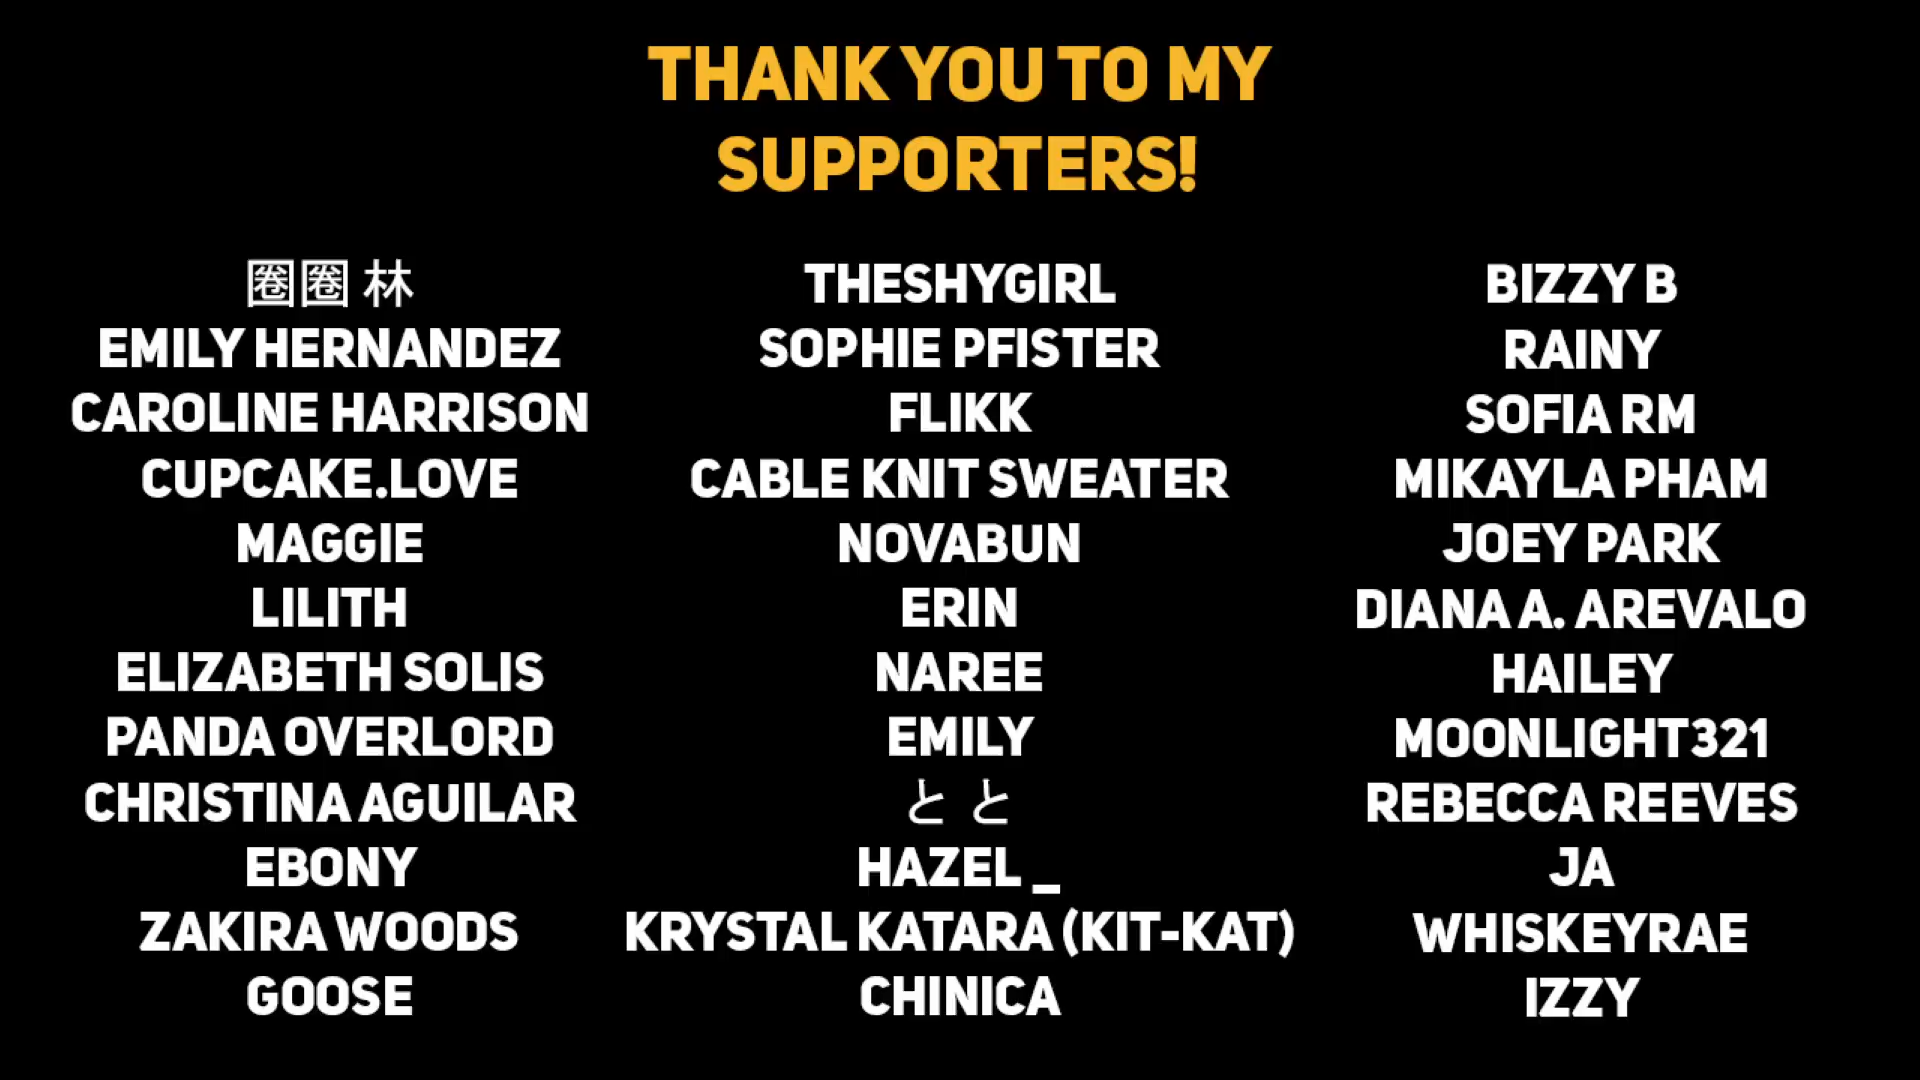 THANK YOU TO MY
SUPPORTERS!
圈圈 林
EMILY HERNANDEZ
CAROLINE HARRISON
CUPCAKE.LOVE
MAGGIE
LILITH
ELIZABETH SOLIS
PANDA OVERLORD
CHRISTINA AGUILAR
EBONY
ZAKIRA WOODS
GOOSE
THESHYGIRL
SOPHIE PFISTER
FLIKK
CABLE KNIT SWEATER
NOVABUN
ERIN
NAREE
EMILY
と と
HAZEL _
KRYSTAL KATARA (KIT-KAT)
CHINICA
BIZZY B
RAINY
SOFIA RM
MIKAYLA PHAM
JOEY PARK
DIANA A. AREVALO
HAILEY
MOONLIGHT321
REBECCA REEVES
JA
WHISKEYRAE
IZZY